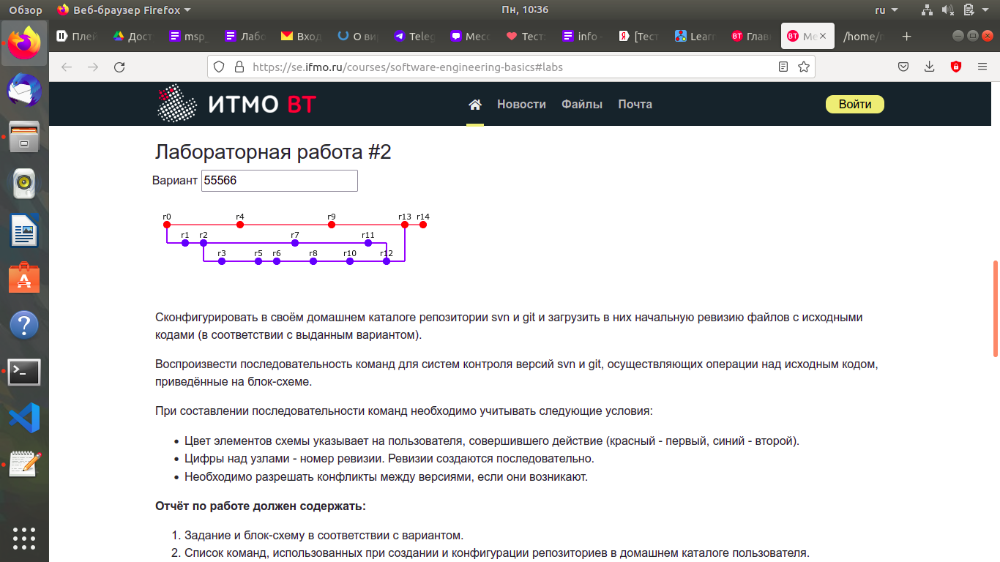 Обзор Веб-браузер Firefox Пн, 10:36 ru
Плей Дост msp_ Лабо Вход О ви Teleg Месс Тест: info - [Тест Learn Главн Ме /home/
https://se.ifmo.ru/courses/software-engineering-basics#labs
ИТМО ВТ Новости Файлы Почта Войти
Лабораторная работа #2
Вариант 55566
r0 r4 r9 r13 r14
r1 r2 r7 r11
r3 r5 r6 r8 r10 r12
Сконфигурировать в своём домашнем каталоге репозитории svn и git и загрузить в них начальную ревизию файлов с исходными
кодами (в соответствии с выданным вариантом).
Воспроизвести последовательность команд для систем контроля версий svn и git, осуществляющих операции над исходным кодом,
приведённые на блок-схеме.
При составлении последовательности команд необходимо учитывать следующие условия:
• Цвет элементов схемы указывает на пользователя, совершившего действие (красный - первый, синий - второй).
• Цифры над узлами - номер ревизии. Ревизии создаются последовательно.
• Необходимо разрешать конфликты между версиями, если они возникают.
Отчёт по работе должен содержать:
1. Задание и блок-схему в соответствии с вариантом.
2. Список команд, использованных при создании и конфигурации репозиториев в домашнем каталоге пользователя.